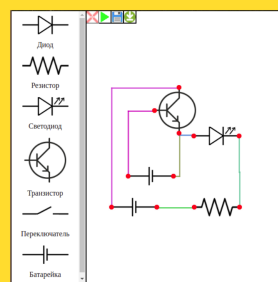 Диод
Резистор
Светодиод
Транзистор
Переключатель
Батарейка